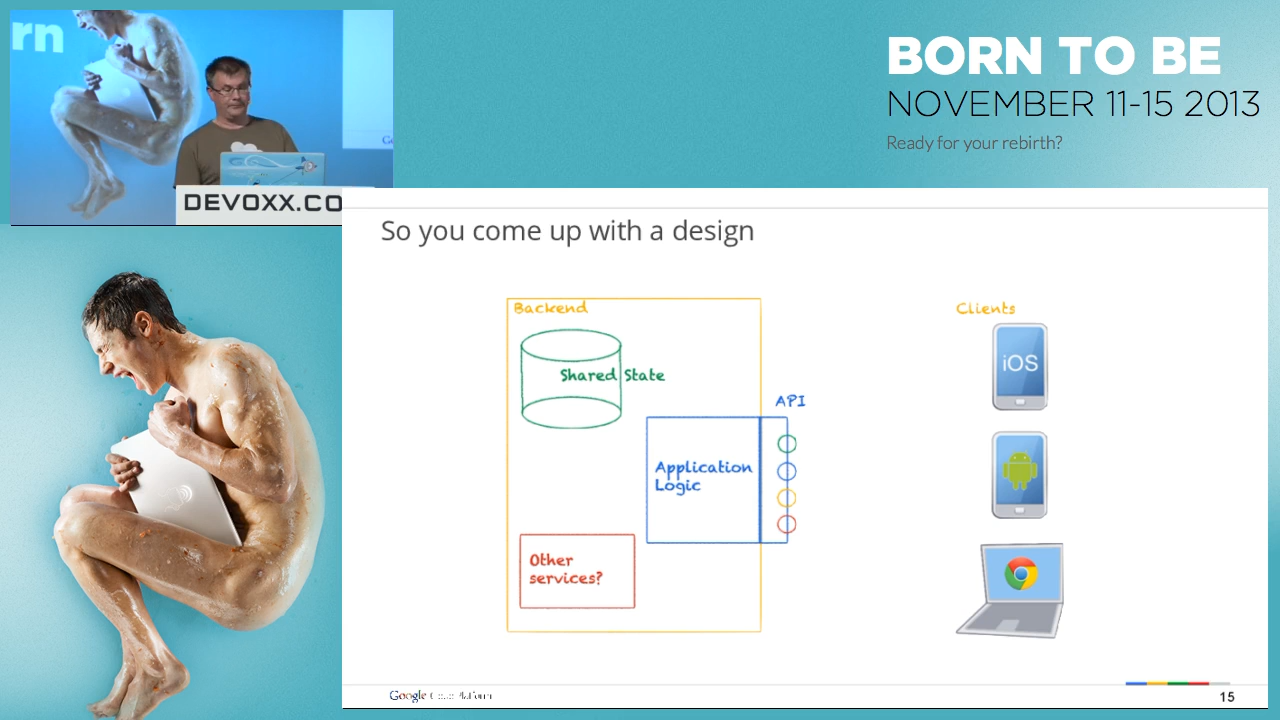 rn
DEVOXX.CO
BORN TO BE
NOVEMBER 11-15 2013
Ready for your rebirth?
So you come up with a design
Backend
Shared State
Application
Logic
Other
services?
API
Clients
iOS
Google
15